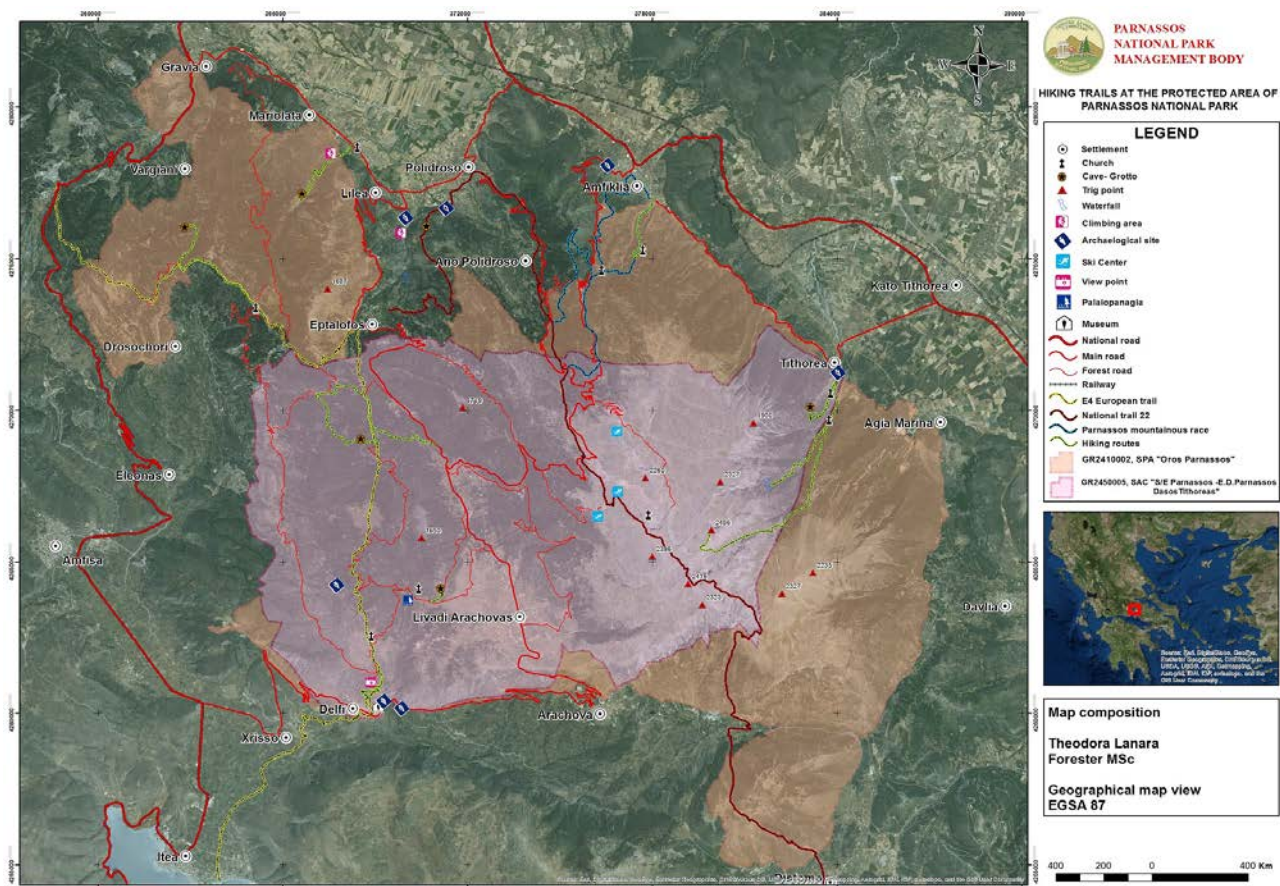 PARNASSOS
NATIONAL PARK
MANAGEMENT BODY
HIKING TRAILS AT THE PROTECTED AREA OF
PARNASSOS NATIONAL PARK
LEGEND
Settlement
Church
Cave- Grotto
Trig point
Waterfall
Climbing area
Archaelogical site
Ski Center
View point
Palaiopanagia
Museum
National road
Main road
Forest road
Railway
E4 European trail
National trail 22
Parnassos mountainous race
Hiking routes
GR2410002, SPA "Oros Parnassos"
GR2450005, SAC "S/E Parnassos -E.D.Parnassos
DasosTithoreas"
Map composition
Theodora Lanara
Forester MSc
Geographical map view
EGSA 87
400 200 0 400 Km
N
W E
S
Gravia
Mariolata
Vargiani
Polidroso
Lilea
Amfiklia
Ano Polidroso
Kato Tithorea
Eptalofos
Drosochori
Tithorea
Agia Marina
Eleonas
Amfisa
Livadi Arachovas
Davlia
Delfi
Arachova
Xrisso
Itea